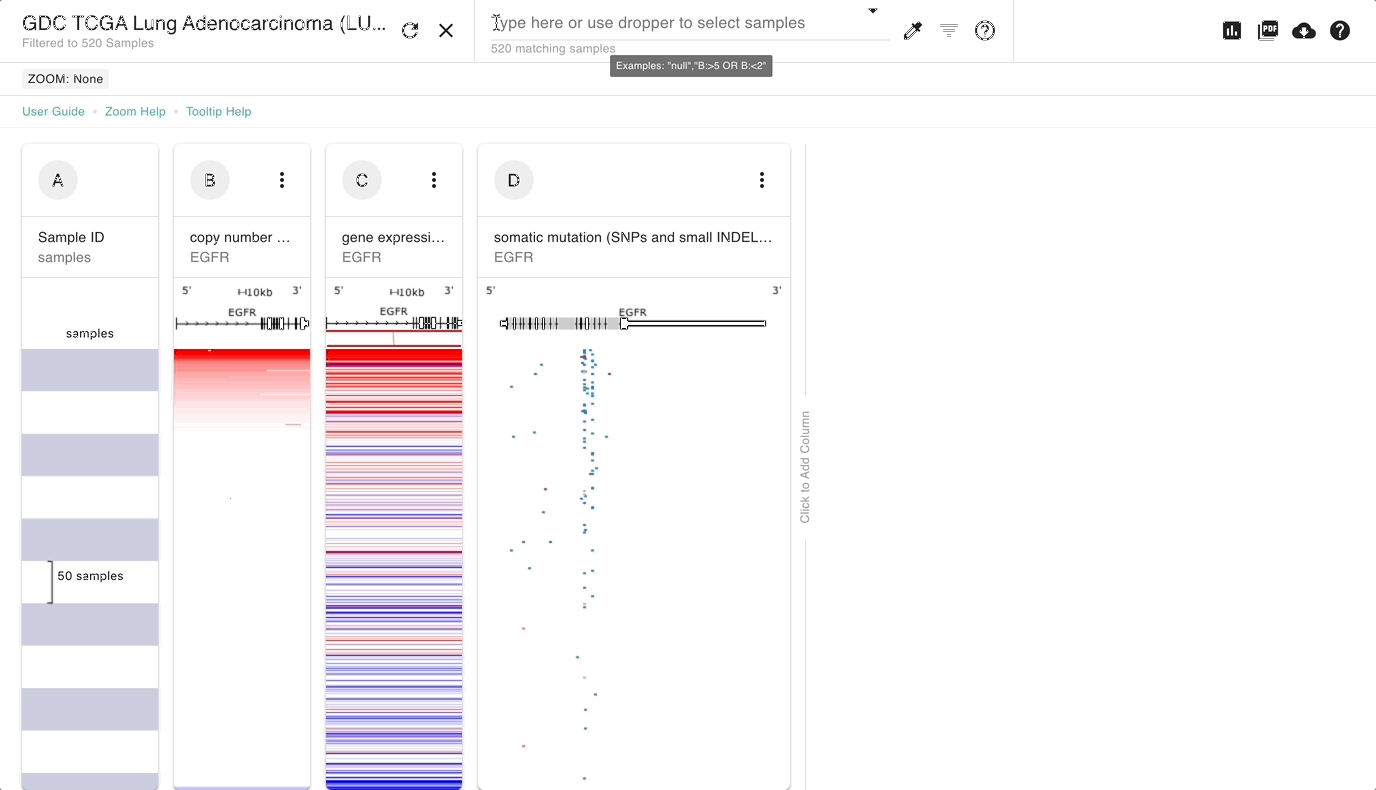 GDC TCGA Lung Adenocarcinoma (LU...
Filtered to 520 Samples
Type here or use dropper to select samples
520 matching samples
Examples: "null","B:>5 OR B:<2"
PDF
ZOOM: None
User Guide • Zoom Help • Tooltip Help
A
B
C
D
Sample ID
samples
copy number ...
EGFR
gene expressi...
EGFR
somatic mutation (SNPs and small INDEL...
EGFR
5' 10kb 3'
EGFR
5' 10kb 3'
EGFR
5' 3'
EGFR
samples
50 samples
Click to Add Column